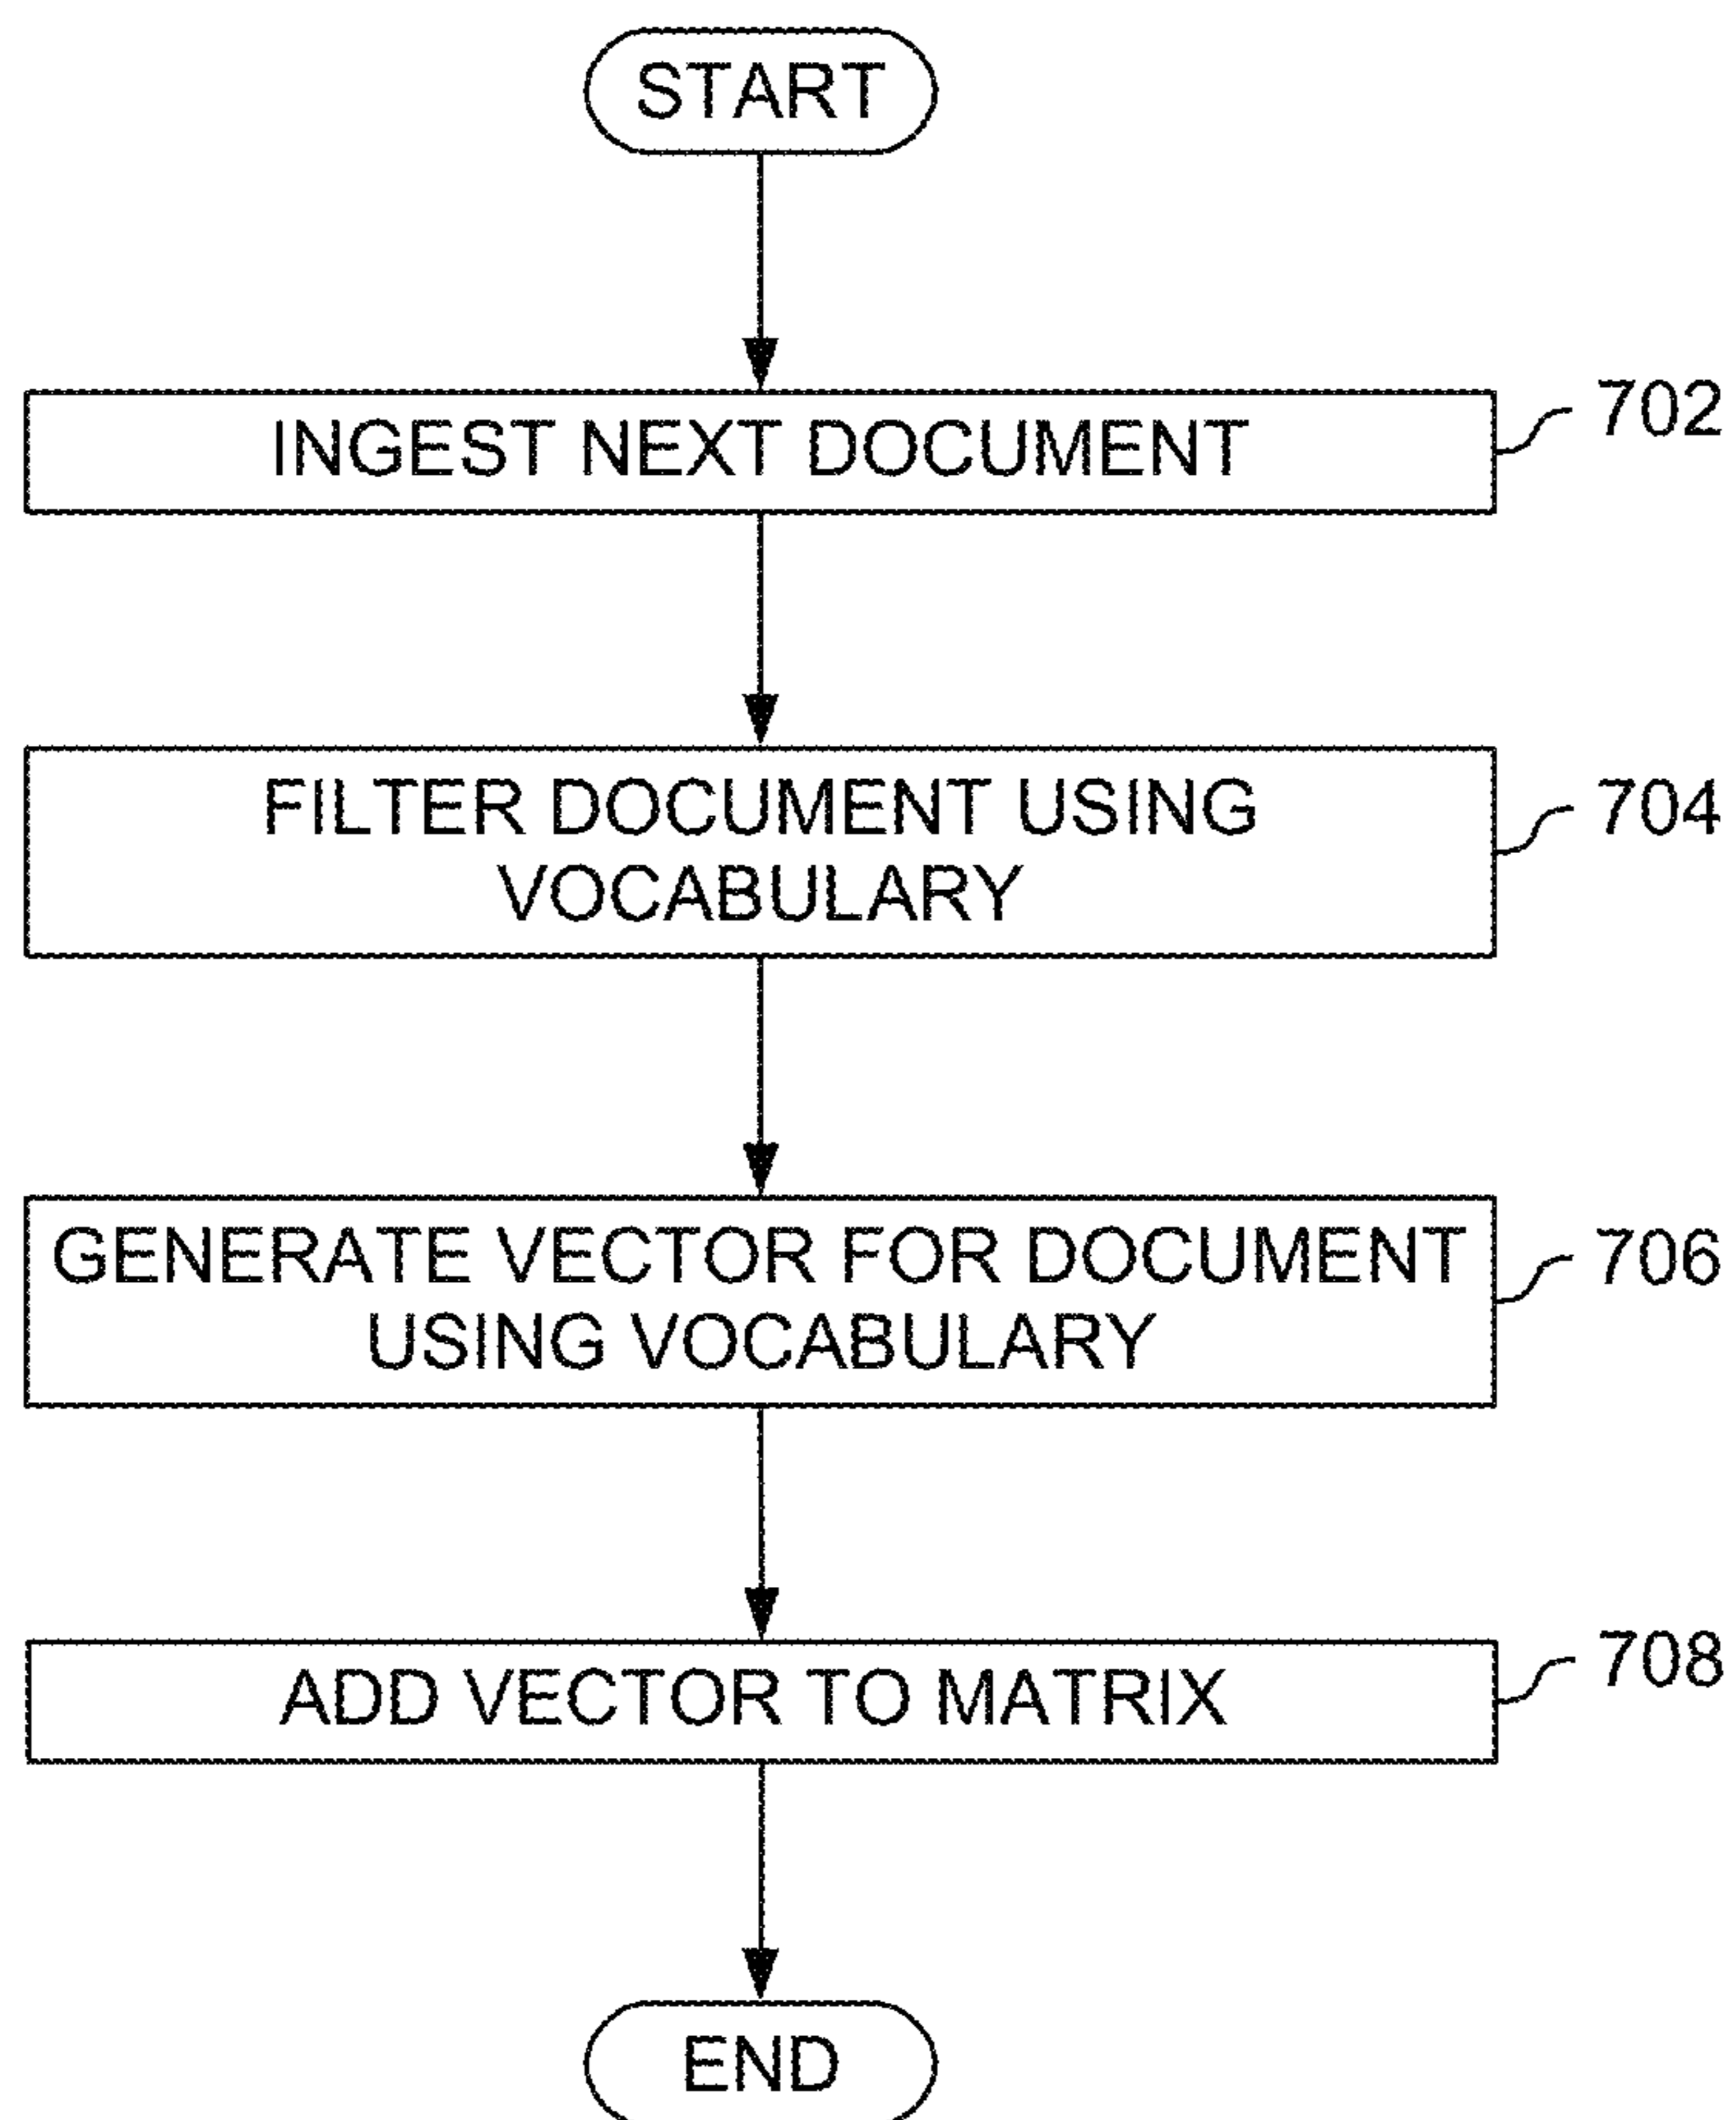 START
INGEST NEXT DOCUMENT
702
FILTER DOCUMENT USING
VOCABULARY
704
GENERATE VECTOR FOR DOCUMENT
USING VOCABULARY
706
ADD VECTOR TO MATRIX
708
END